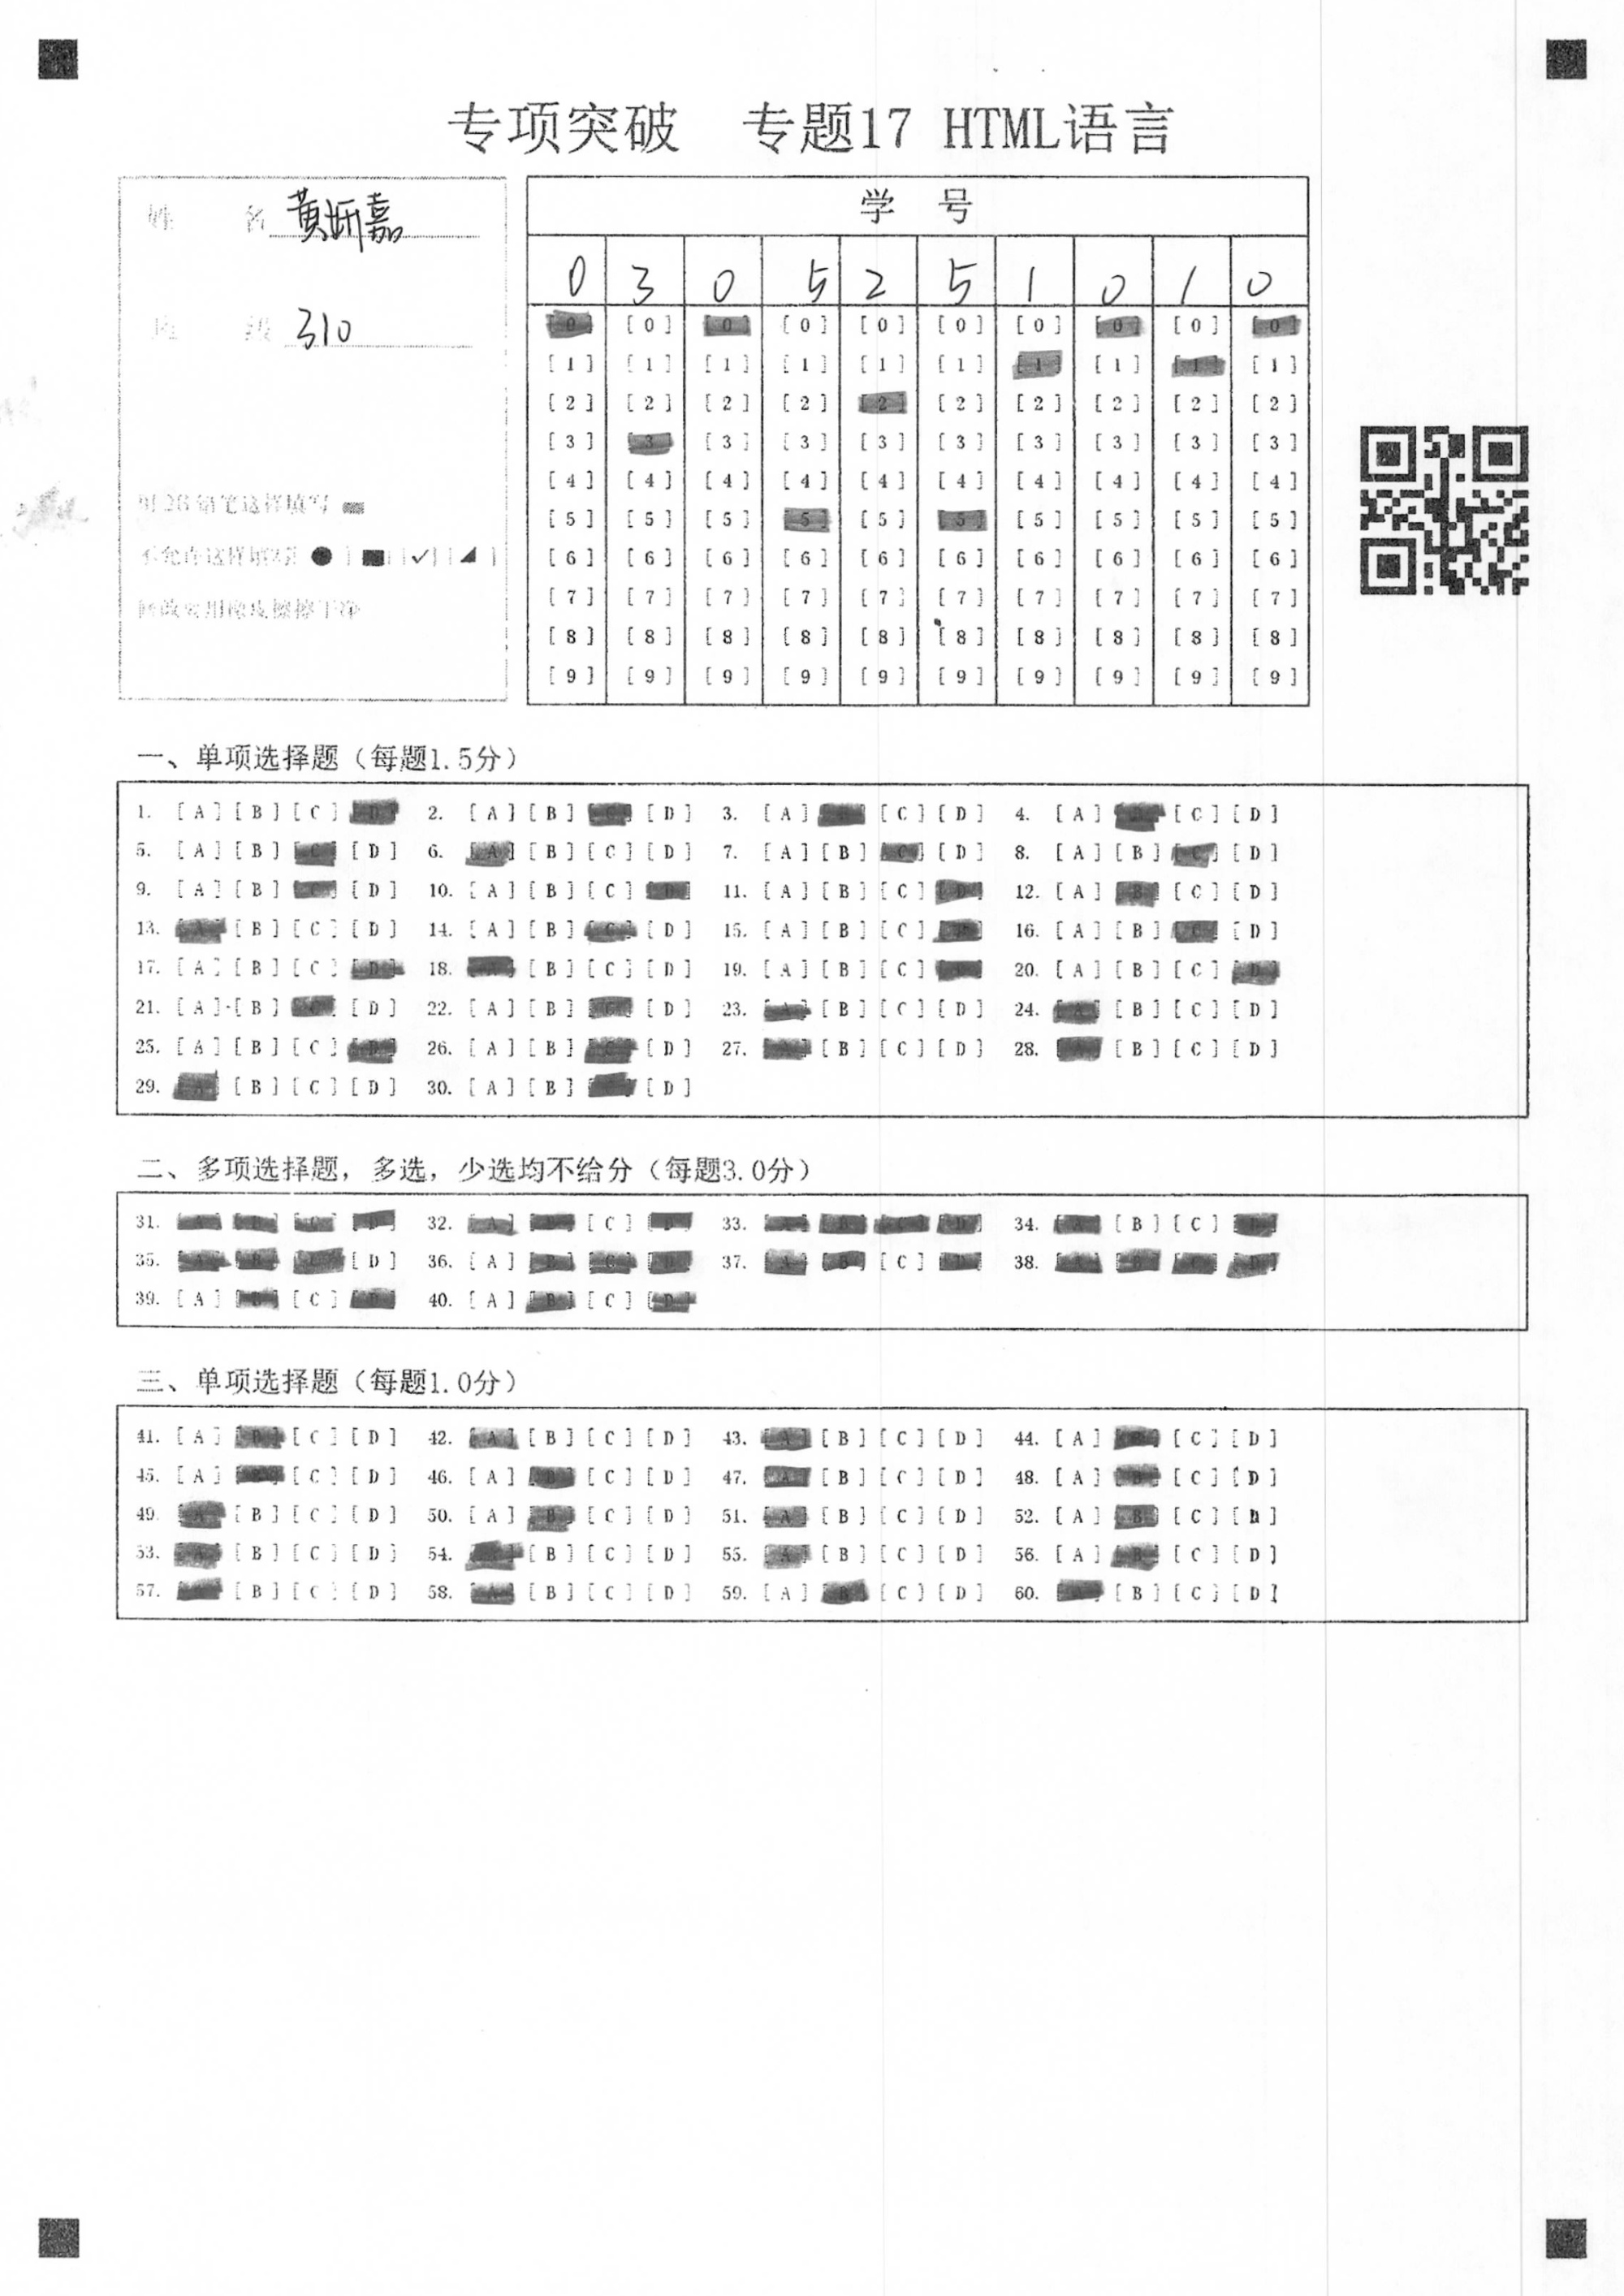 专项突破 专题17 HTML语言
姓 名 黄妍嘉
级 310
用2B铅笔这样填写
不允许这样填写
修改要用橡皮擦擦干净
学 号
0 3 0 5 2 5 1 0 1 0
[0] [0] [0] [0] [0] [0] [0] [0] [0] [0]
[1] [1] [1] [1] [1] [1] [1] [1] [1] [1]
[2] [2] [2] [2] [2] [2] [2] [2] [2] [2]
[3] [3] [3] [3] [3] [3] [3] [3] [3] [3]
[4] [4] [4] [4] [4] [4] [4] [4] [4] [4]
[5] [5] [5] [5] [5] [5] [5] [5] [5] [5]
[6] [6] [6] [6] [6] [6] [6] [6] [6] [6]
[7] [7] [7] [7] [7] [7] [7] [7] [7] [7]
[8] [8] [8] [8] [8] [8] [8] [8] [8] [8]
[9] [9] [9] [9] [9] [9] [9] [9] [9] [9]
一、单项选择题（每题1.5分）
1. [A] [B] [C] [D] 2. [A] [B] [C] [D] 3. [A] [B] [C] [D] 4. [A] [B] [C] [D]
5. [A] [B] [C] [D] 6. [A] [B] [C] [D] 7. [A] [B] [C] [D] 8. [A] [B] [C] [D]
9. [A] [B] [C] [D] 10. [A] [B] [C] [D] 11. [A] [B] [C] [D] 12. [A] [B] [C] [D]
13. [A] [B] [C] [D] 14. [A] [B] [C] [D] 15. [A] [B] [C] [D] 16. [A] [B] [C] [D]
17. [A] [B] [C] [D] 18. [A] [B] [C] [D] 19. [A] [B] [C] [D] 20. [A] [B] [C] [D]
21. [A] [B] [C] [D] 22. [A] [B] [C] [D] 23. [A] [B] [C] [D] 24. [A] [B] [C] [D]
25. [A] [B] [C] [D] 26. [A] [B] [C] [D] 27. [A] [B] [C] [D] 28. [A] [B] [C] [D]
29. [A] [B] [C] [D] 30. [A] [B] [C] [D]
二、多项选择题，多选，少选均不给分（每题3.0分）
31. [A] [B] [C] [D] 32. [A] [B] [C] [D] 33. [A] [B] [C] [D] 34. [A] [B] [C] [D]
35. [A] [B] [C] [D] 36. [A] [B] [C] [D] 37. [A] [B] [C] [D] 38. [A] [B] [C] [D]
39. [A] [B] [C] [D] 40. [A] [B] [C] [D]
三、单项选择题（每题1.0分）
41. [A] [B] [C] [D] 42. [A] [B] [C] [D] 43. [A] [B] [C] [D] 44. [A] [B] [C] [D]
45. [A] [B] [C] [D] 46. [A] [B] [C] [D] 47. [A] [B] [C] [D] 48. [A] [B] [C] [D]
49. [A] [B] [C] [D] 50. [A] [B] [C] [D] 51. [A] [B] [C] [D] 52. [A] [B] [C] [D]
53. [A] [B] [C] [D] 54. [A] [B] [C] [D] 55. [A] [B] [C] [D] 56. [A] [B] [C] [D]
57. [A] [B] [C] [D] 58. [A] [B] [C] [D] 59. [A] [B] [C] [D] 60. [A] [B] [C] [D]